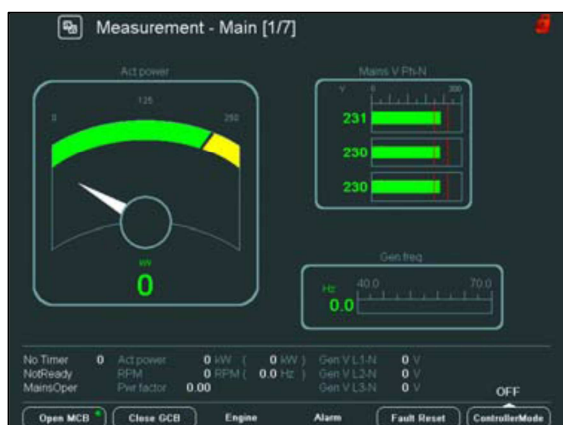 Measurement - Main [1/7]
Act power
0 125 250
kW
0
Mains V Ph-N
V 0 300
231
230
230
Gen freq
Hz 40.0 70.0
0.0
No Timer 0 Act power 0 kW ( 0 kW ) Gen V L1-N 0 V
NotReady RPM 0 RPM ( 0.0 Hz ) Gen V L2-N 0 V
MainsOper Pwr factor 0.00 Gen V L3-N 0 V
OFF
Open MCB Close GCB Engine Alarm Fault Reset ControllerMode